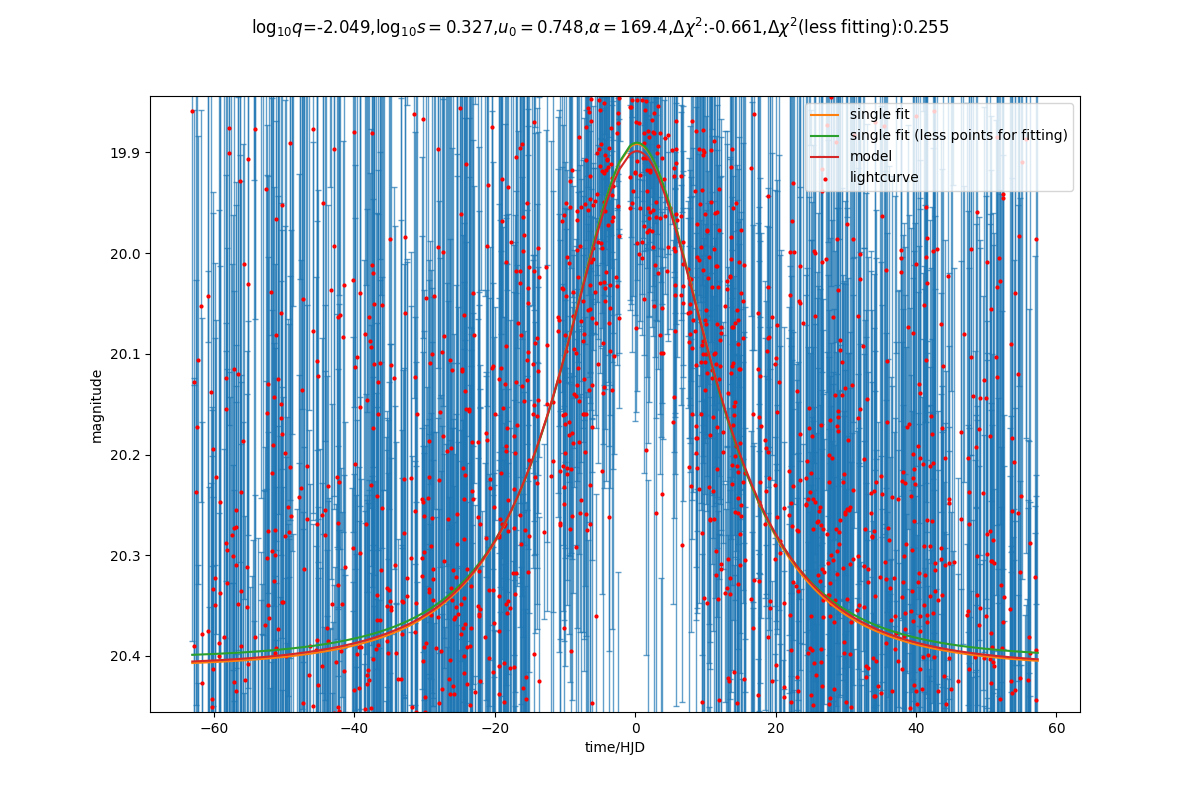 log₁₀q=-2.049,log₁₀s = 0.327,u₀ = 0.748,α = 169.4,Δχ²:-0.661,Δχ²(less fitting):0.255
single fit
single fit (less points for fitting)
model
lightcurve
19.9
20.0
20.1
20.2
20.3
20.4
magnitude
−60 −40 −20 0 20 40 60
time/HJD